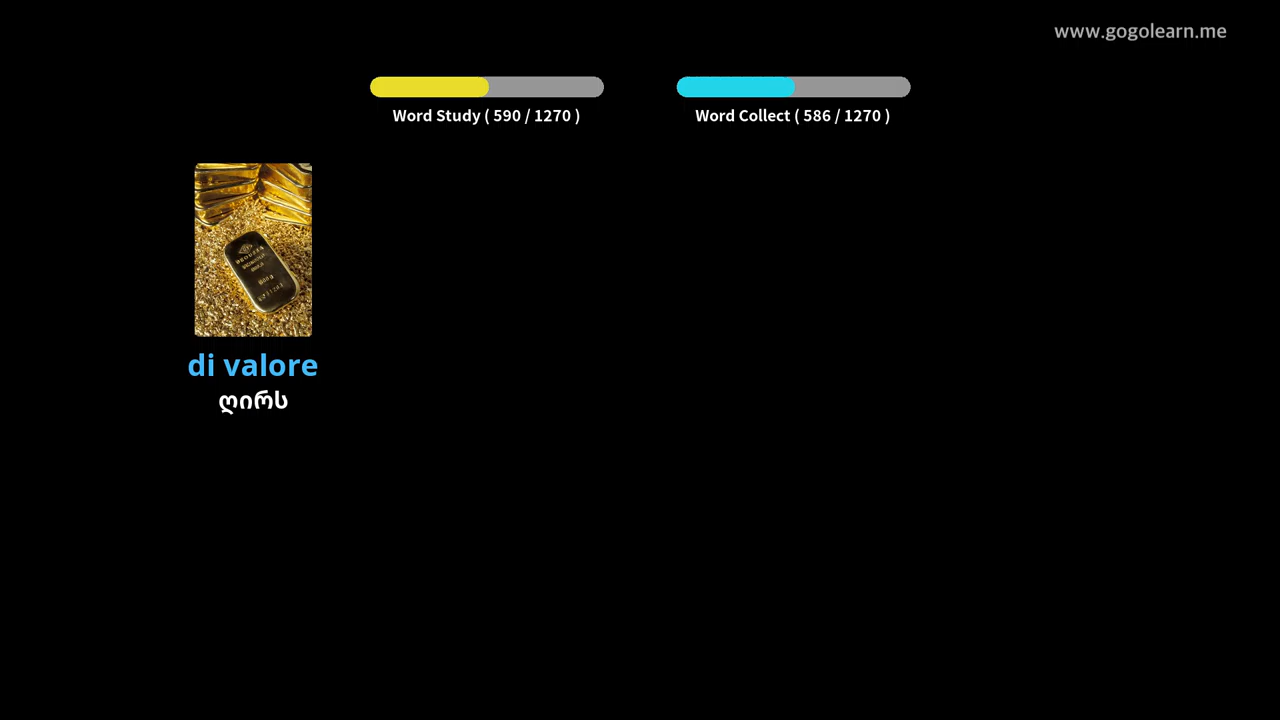 www.gogolearn.me
Word Study ( 590 / 1270 )
Word Collect ( 586 / 1270 )
di valore
ღირს